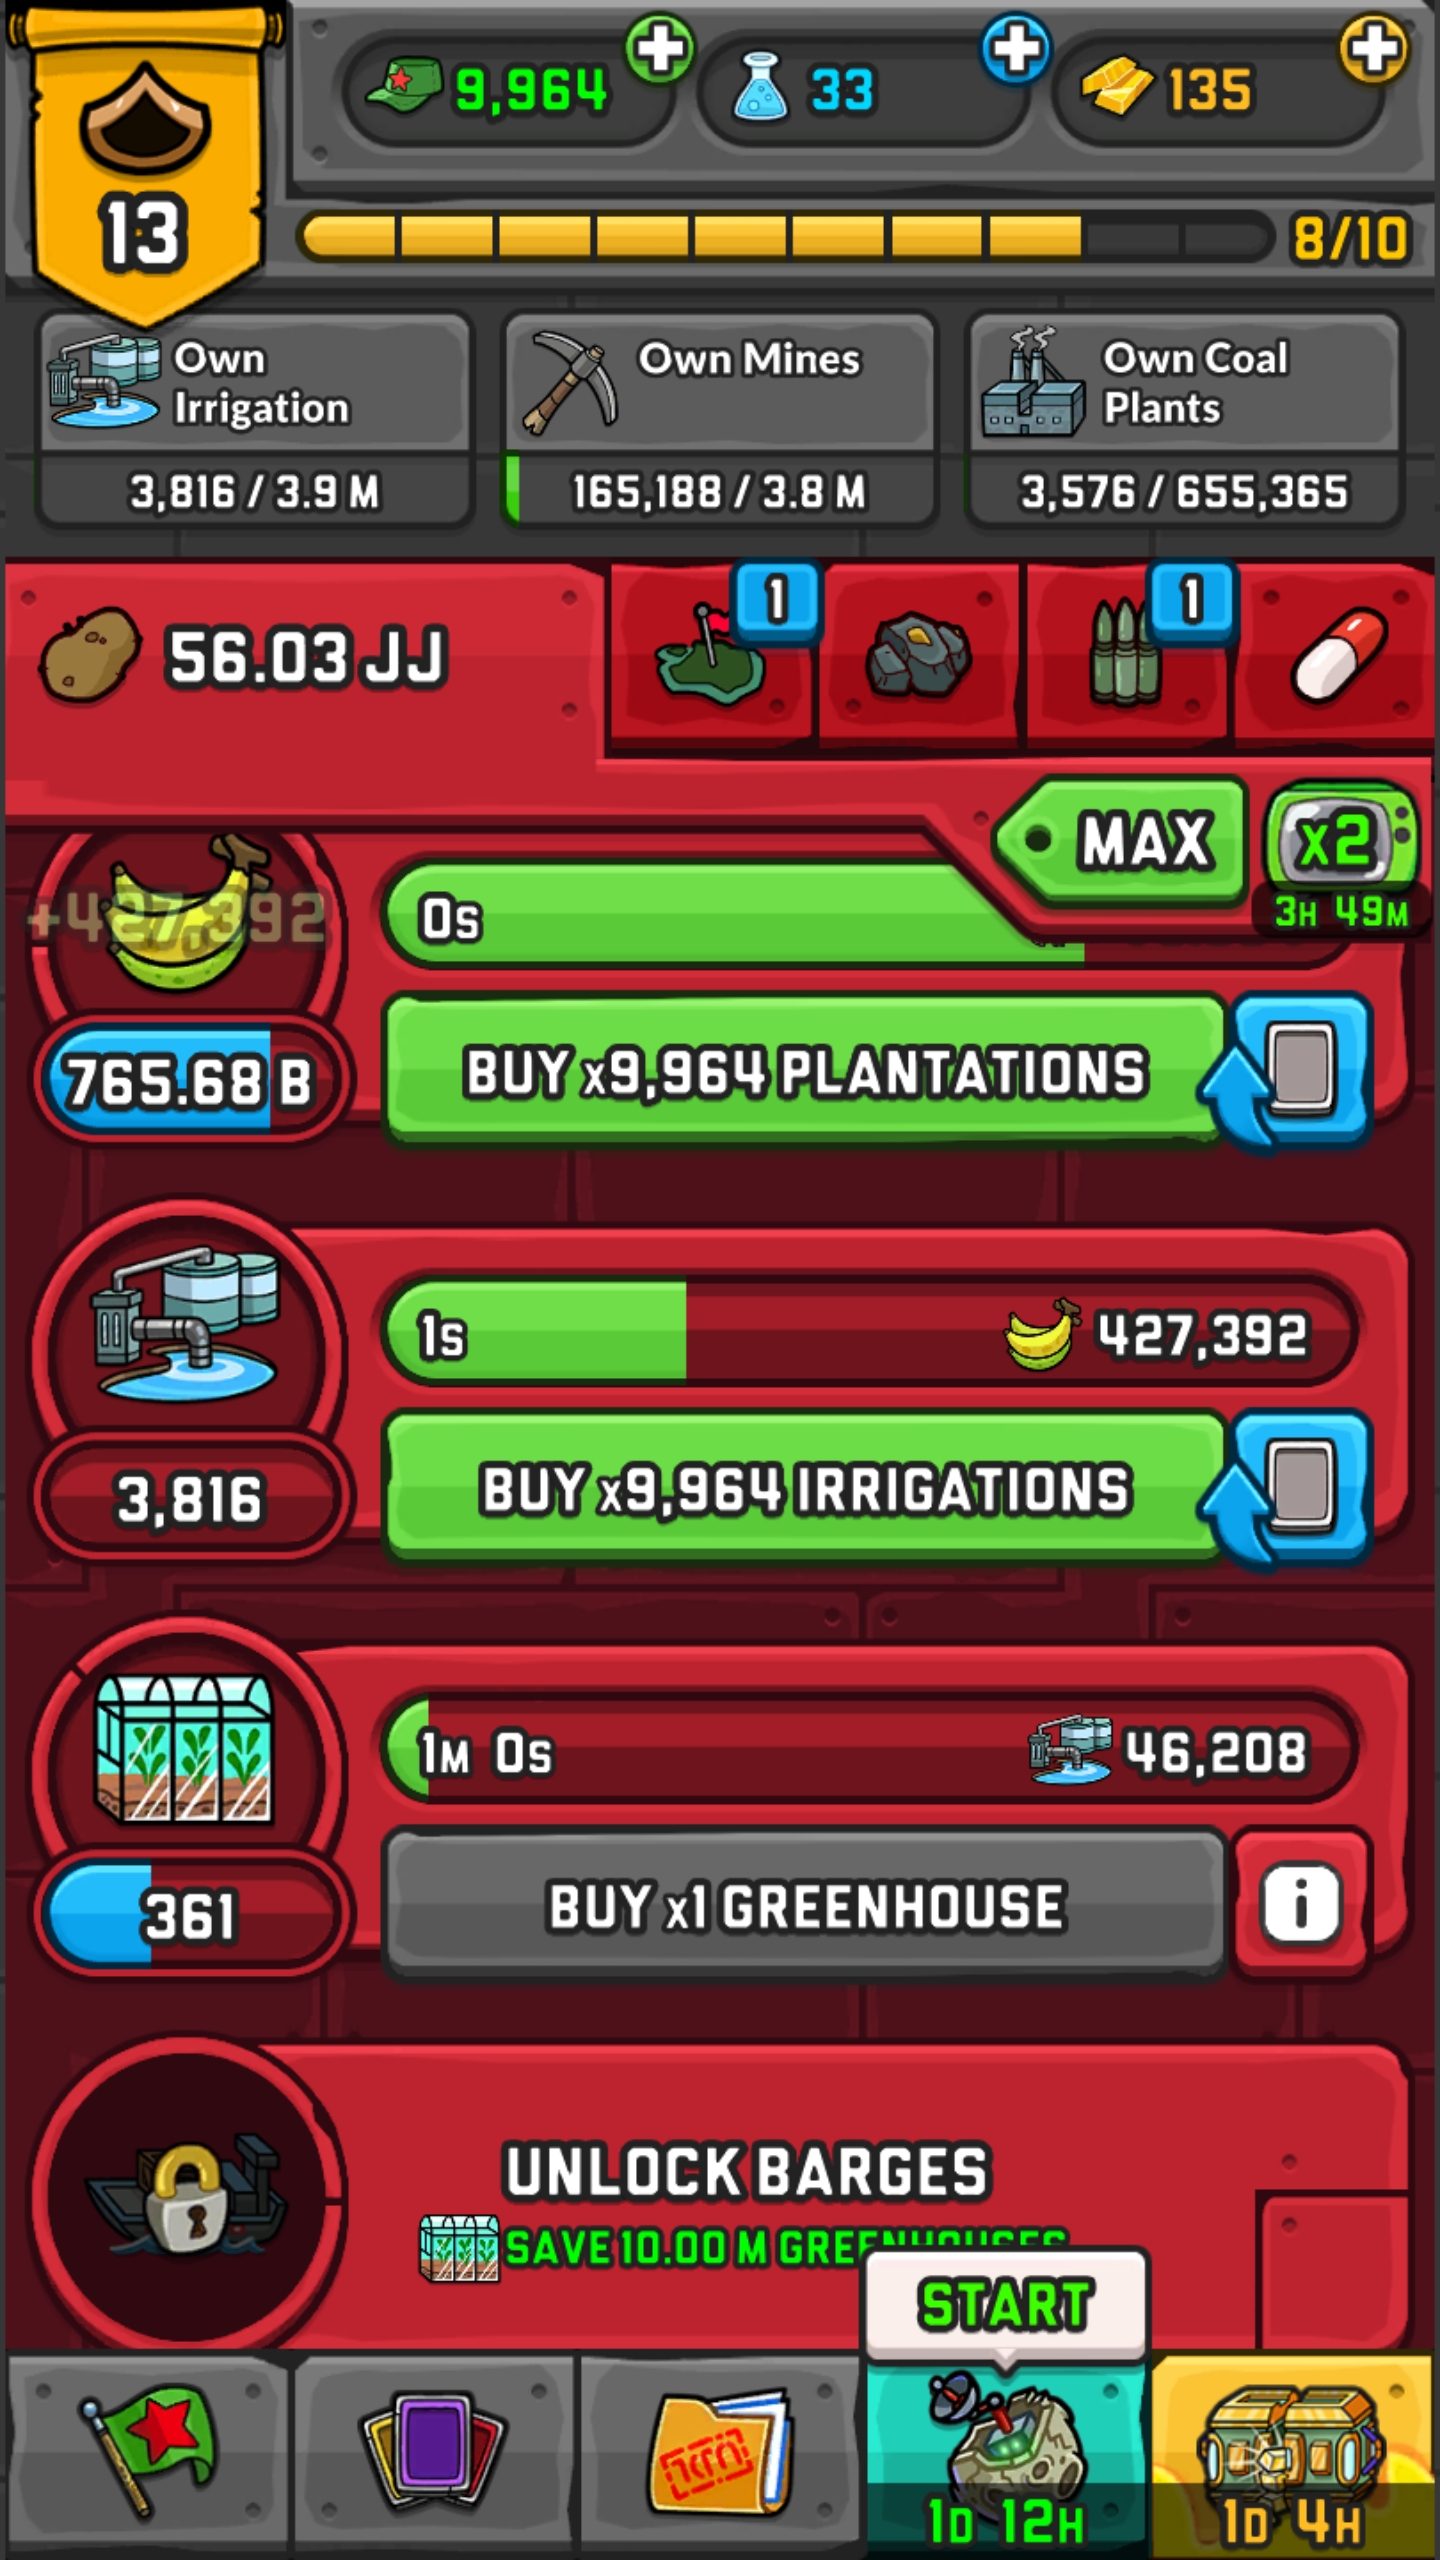 9,964
33
135
13
8/10
Own
Irrigation
3,816 / 3.9 M
Own Mines
165,188 / 3.8 M
Own Coal
Plants
3,576 / 655,365
56.03 JJ
1
1
MAX
x2
3H 49M
+427,392
0s
765.68 B
BUY x9,964 PLANTATIONS
1s
427,392
3,816
BUY x9,964 IRRIGATIONS
1M 0s
46,208
361
BUY x1 GREENHOUSE
i
UNLOCK BARGES
SAVE 10.00 M GREENHOUSES
START
1D 12H
1D 4H